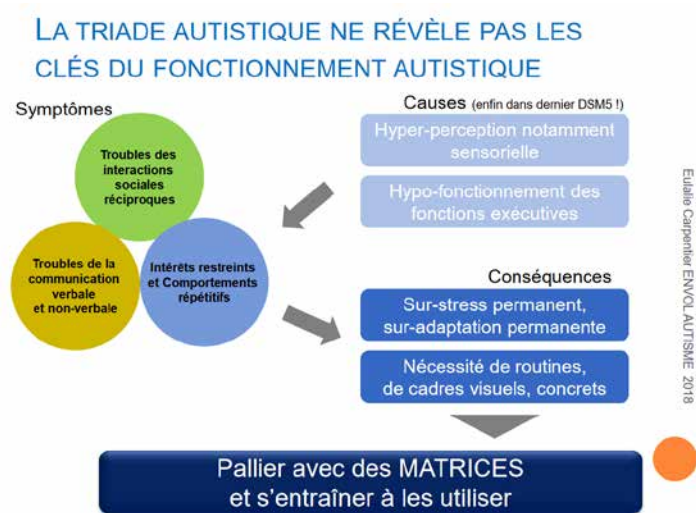 LA TRIADE AUTISTIQUE NE RÉVÈLE PAS LES
CLÉS DU FONCTIONNEMENT AUTISTIQUE
Symptômes
Troubles des
interactions
sociales
réciproques
Troubles de la
communication
verbale
et non-verbale
Intérêts restreints
et Comportements
répétitifs
Causes (enfin dans dernier DSM5 !)
Hyper-perception notamment
sensorielle
Hypo-fonctionnement des
fonctions exécutives
Conséquences
Sur-stress permanent,
sur-adaptation permanente
Nécessité de routines,
de cadres visuels, concrets
Pallier avec des MATRICES
et s'entraîner à les utiliser
Eulalie Carpentier ENVOL AUTISME 2018